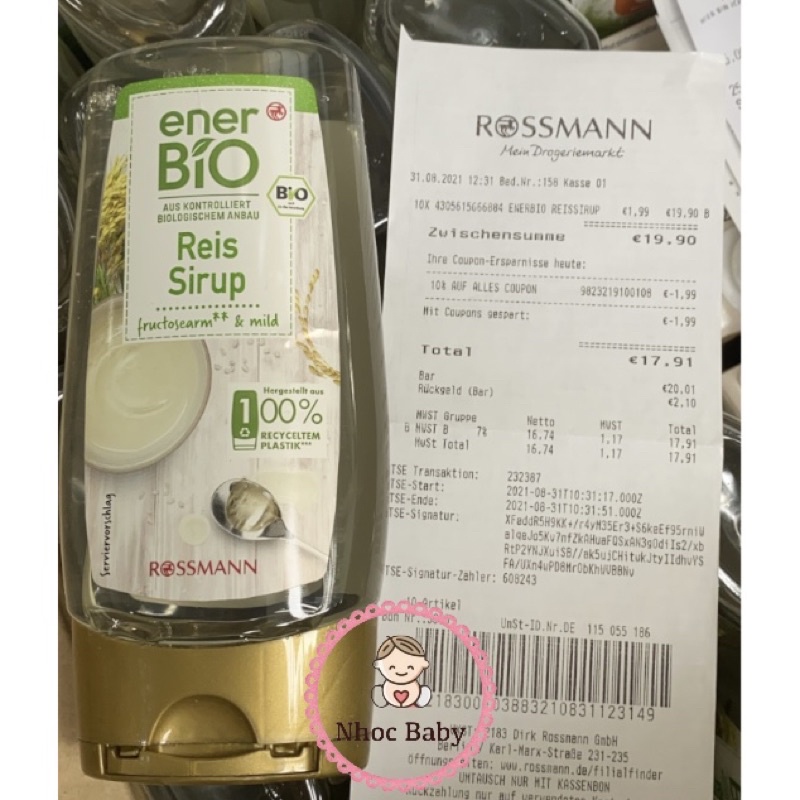 ener
BiO
AUS KONTROLLIERT
BIOLOGISCHEM ANBAU
Bio
Reis
Sirup
fructosearm** & mild
Hergestellt aus
100%
RECYCELTEM
PLASTIK***
Serviervorschlag
ROSSMANN
ROSSMANN
Mein Drogeriemarkt
31.08.2021 12:31 Bed.Nr.:158 Kasse 01
10X 4305615666884 ENERBIO REISSIRUP €1,99 €19.90 B
Zwischensumme €19.90
Ihre Coupon-Ersparnisse heute:
10% AUF ALLES COUPON 9823219100108 €-1,99
Mit Coupons gespart: €-1,99
Total €17.91
Bar €20,01
Rückgeld (Bar) €2,10
MWST Gruppe Netto MWST Total
B MWST B 7% 16.74 1.17 17.91
MwSt Total 16.74 1.17 17.91
TSE Transaktion: 232387
TSE-Start: 2021-08-31T10:31:17.000Z
TSE-Ende: 2021-08-31T10:31:51.000Z
TSE-Signatur:
TSE-Signatur-Zähler: 608243
10 Artikel
UmSt-ID.Nr.DE 115 055 186
Nhoc Baby
2183 Dirk Rossmann GmbH
Karl-Marx-Straße 231-235
öffnungszeiten: www.rossmann.de/filialfinder
UMTAUSCH NUR MIT KASSENBON